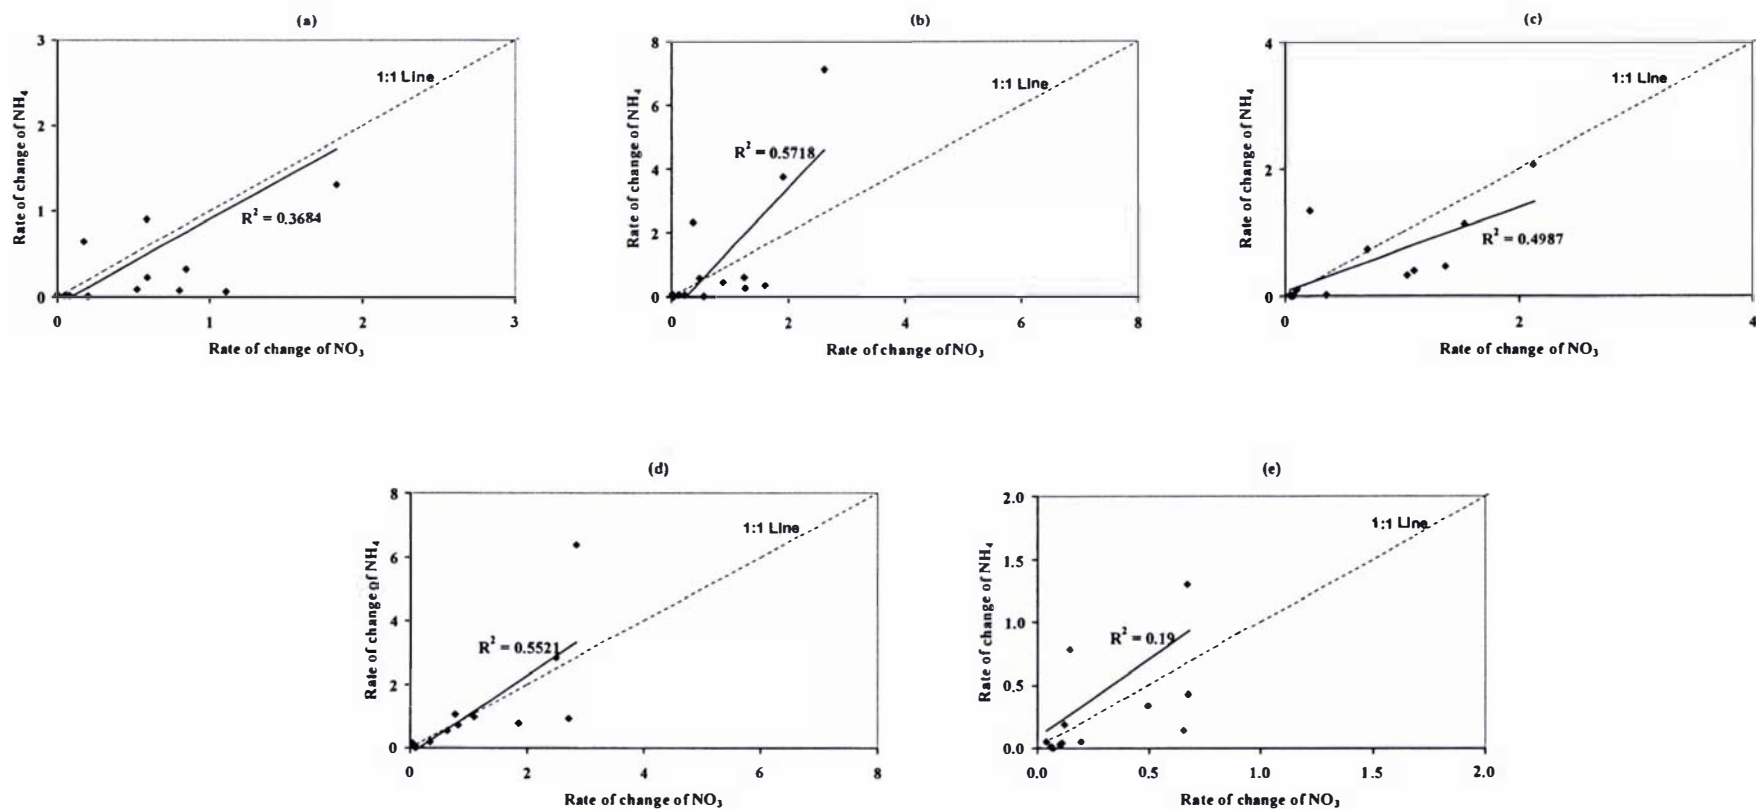 (a)
3
2
1
0
0
1
2
3
Rate of change of NH₄
Rate of change of NO₃
1:1 Line
R² = 0.3684
(b)
8
6
4
2
0
0
2
4
6
8
Rate of change of NH₄
Rate of change of NO₃
1:1 Line
R² = 0.5718
(c)
4
2
0
0
2
4
Rate of change of NH₄
Rate of change of NO₃
1:1 Line
R² = 0.4987
(d)
8
6
4
2
0
0
2
4
6
8
Rate of change of NH₄
Rate of change of NO₃
1:1 Line
R² = 0.5521
(e)
2.0
1.5
1.0
0.5
0.0
0.0
0.5
1.0
1.5
2.0
Rate of change of NH₄
Rate of change of NO₃
1:1 Line
R² = 0.19